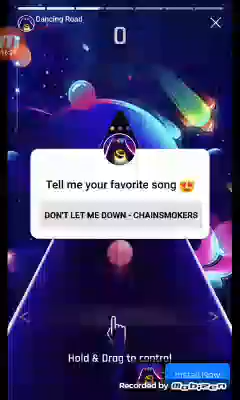 Dancing Road
0
Tell me your favorite song 😍
DON'T LET ME DOWN - CHAINSMOKERS
Hold & Drag to control
Install Now
Recorded by Mobizen